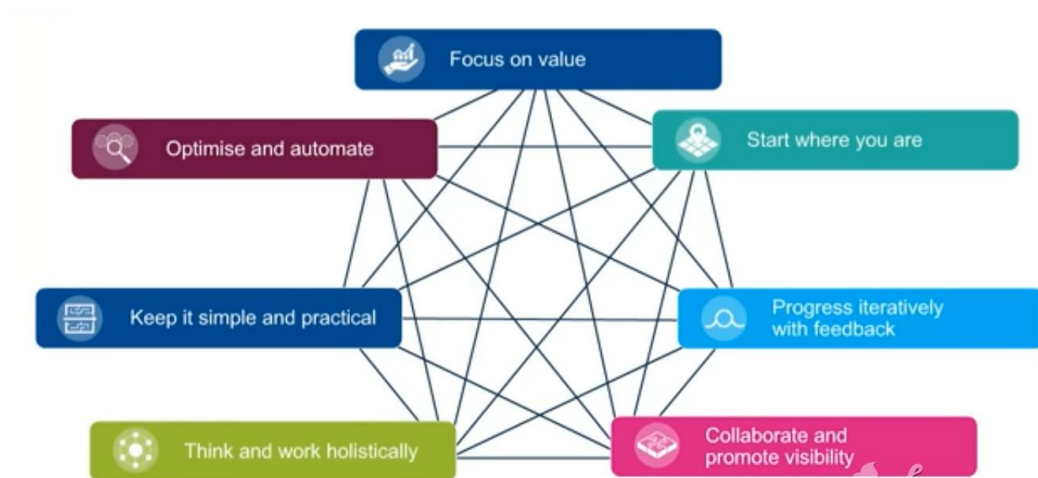 Focus on value
Start where you are
Optimise and automate
Progress iteratively
with feedback
Keep it simple and practical
Collaborate and
promote visibility
Think and work holistically